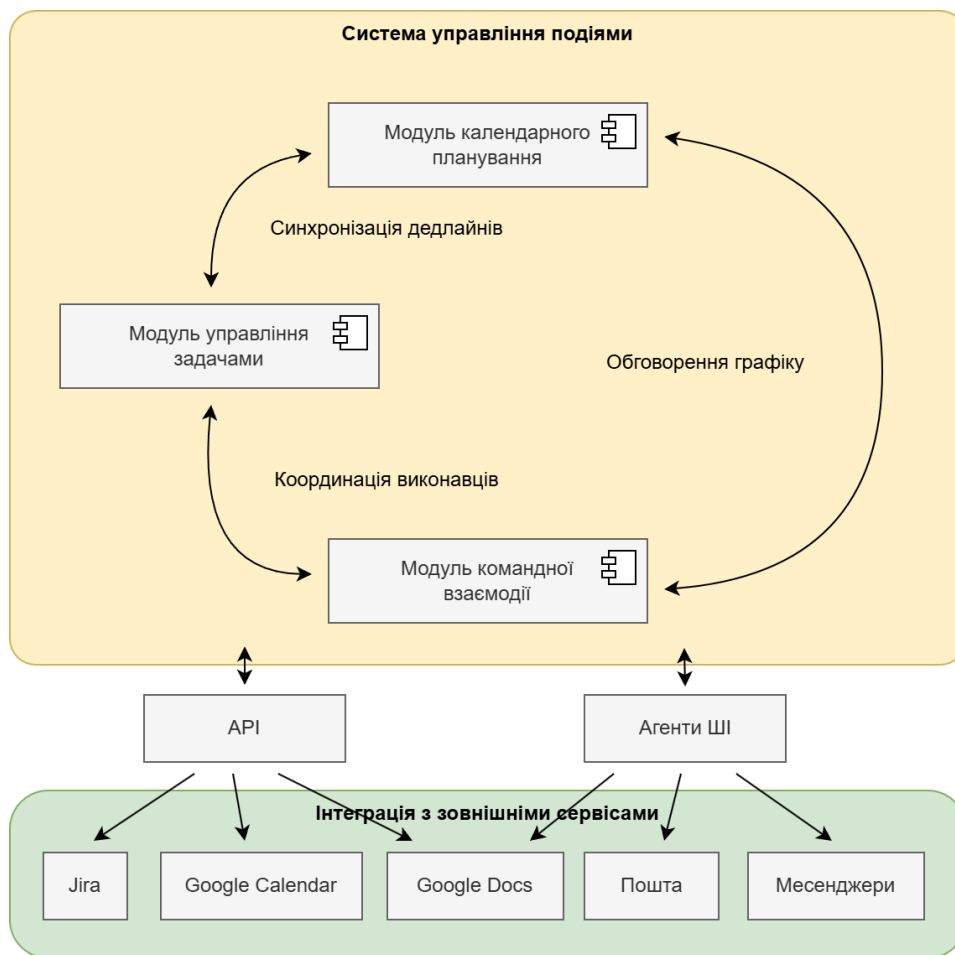 Система управління подіями
Модуль календарного
планування
Синхронізація дедлайнів
Модуль управління
задачами
Обговорення графіку
Координація виконавців
Модуль командної
взаємодії
API
Агенти ШІ
Інтеграція з зовнішніми сервісами
Jira
Google Calendar
Google Docs
Пошта
Месенджери